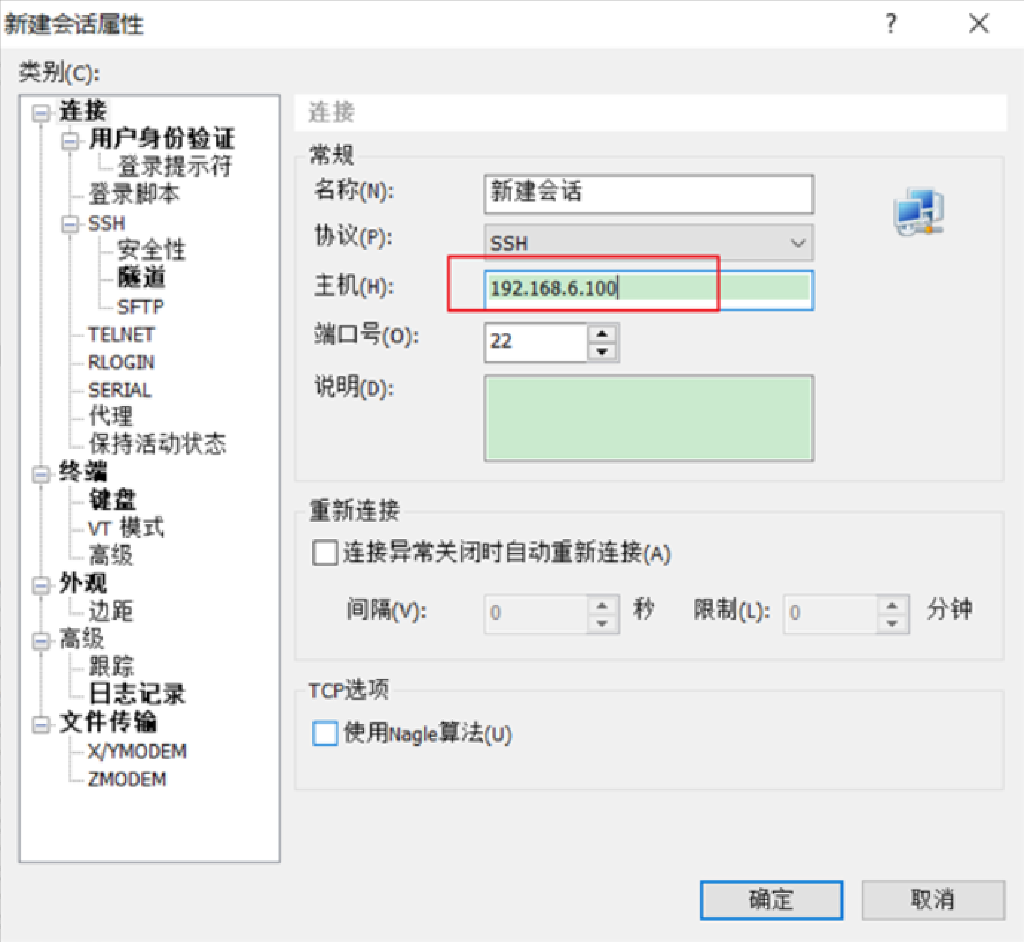 新建会话属性
?
类别(C):
连接
用户身份验证
登录提示符
登录脚本
SSH
安全性
隧道
SFTP
TELNET
RLOGIN
SERIAL
代理
保持活动状态
终端
键盘
VT 模式
高级
外观
边距
高级
跟踪
日志记录
文件传输
X/YMODEM
ZMODEM
连接
常规
名称(N): 新建会话
协议(P): SSH
主机(H): 192.168.6.100
端口号(O): 22
说明(D):
重新连接
连接异常关闭时自动重新连接(A)
间隔(V): 0 秒 限制(L): 0 分钟
TCP选项
使用Nagle算法(U)
确定 取消